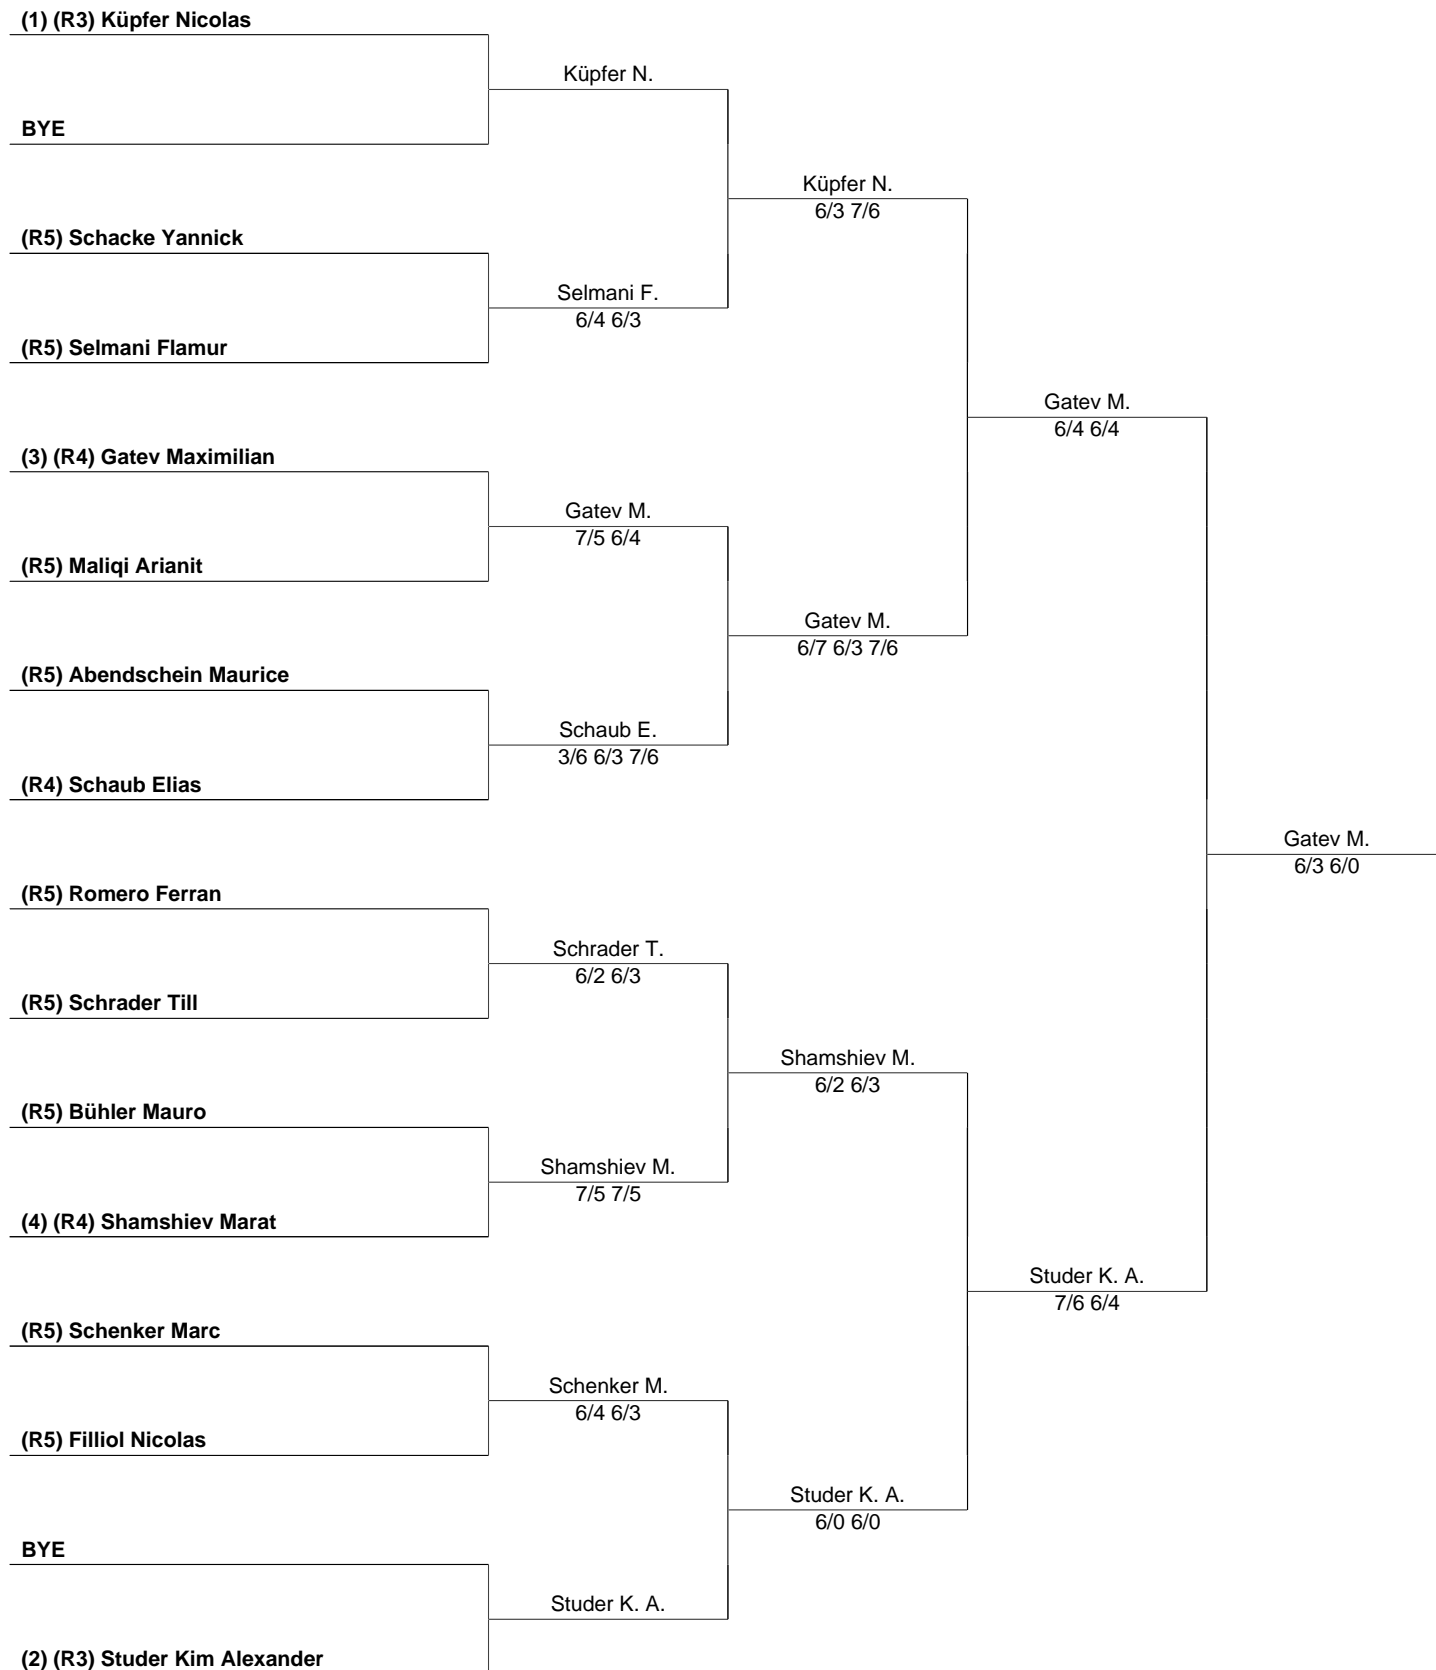 (1) (R3) Küpfer Nicolas
Küpfer N.
BYE
Küpfer N.
6/3 7/6
(R5) Schacke Yannick
Selmani F.
6/4 6/3
(R5) Selmani Flamur
Gatev M.
6/4 6/4
(3) (R4) Gatev Maximilian
Gatev M.
7/5 6/4
(R5) Maliqi Arianit
Gatev M.
6/7 6/3 7/6
(R5) Abendschein Maurice
Schaub E.
3/6 6/3 7/6
(R4) Schaub Elias
Gatev M.
6/3 6/0
(R5) Romero Ferran
Schrader T.
6/2 6/3
(R5) Schrader Till
Shamshiev M.
6/2 6/3
(R5) Bühler Mauro
Shamshiev M.
7/5 7/5
(4) (R4) Shamshiev Marat
Studer K. A.
7/6 6/4
(R5) Schenker Marc
Schenker M.
6/4 6/3
(R5) Filliol Nicolas
Studer K. A.
6/0 6/0
BYE
Studer K. A.
(2) (R3) Studer Kim Alexander